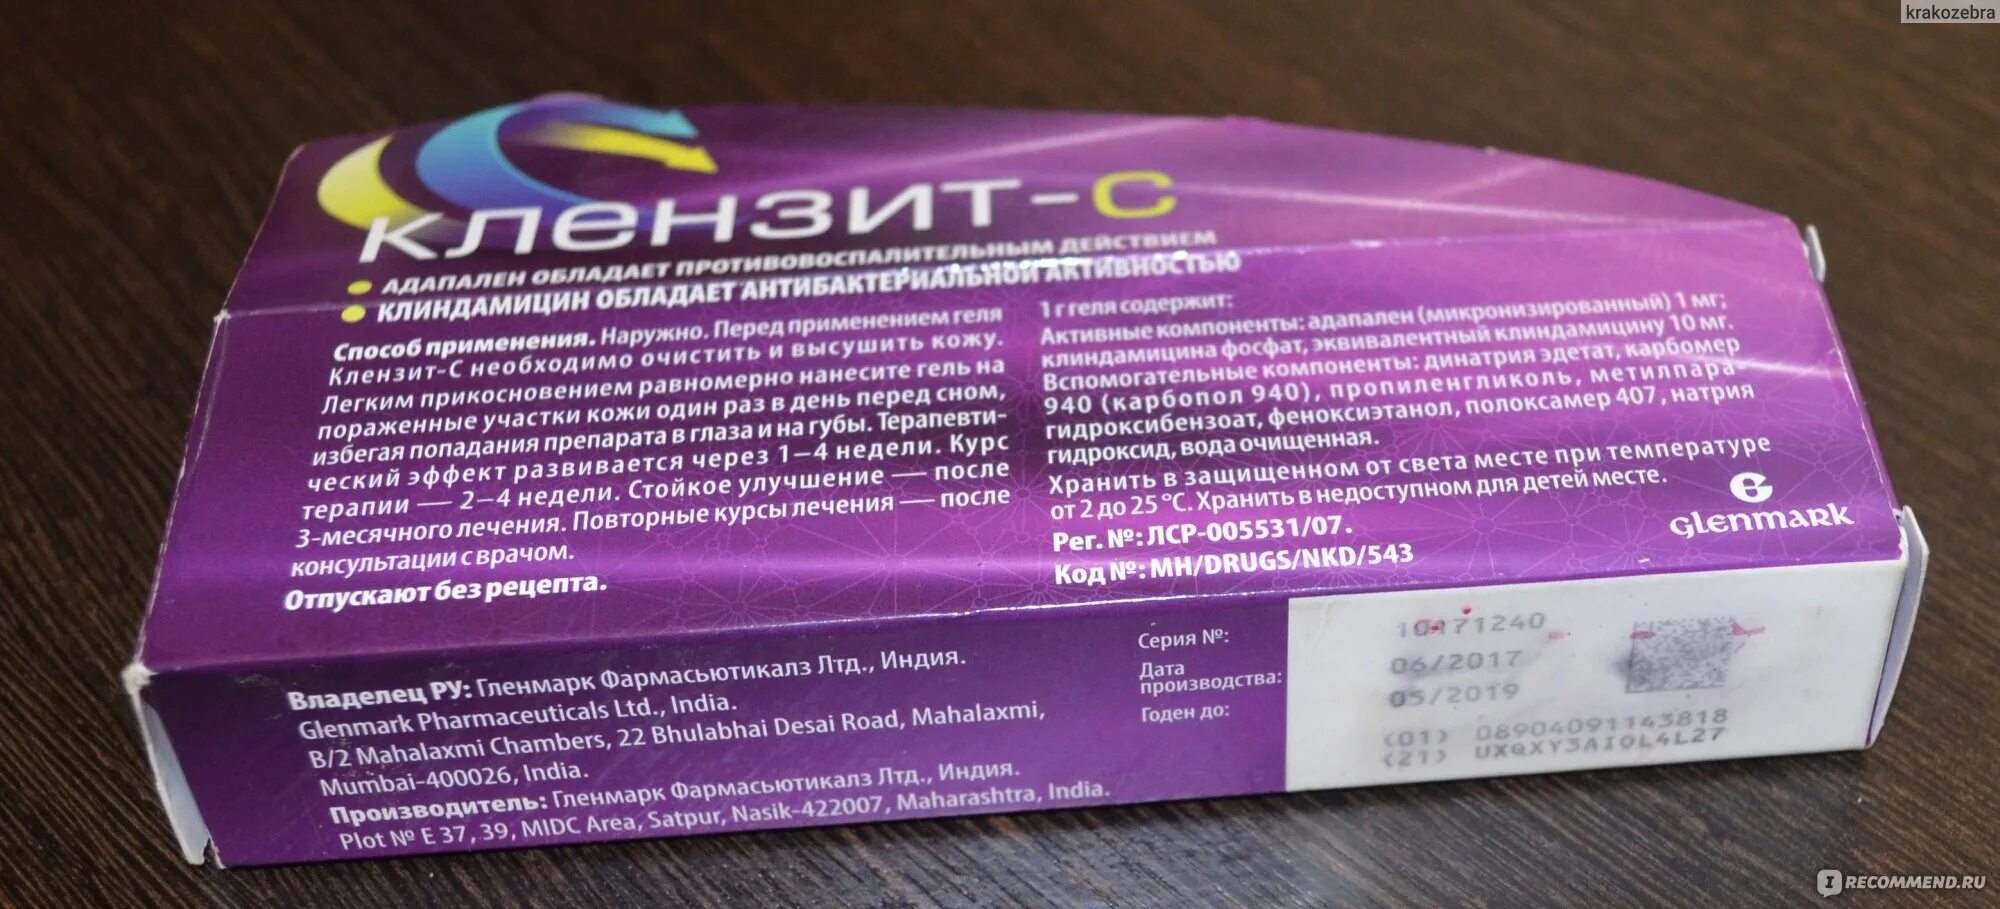 krakozebra
Клензит-С
АДАПАЛЕН ОБЛАДАЕТ ПРОТИВОВОСПАЛИТЕЛЬНЫМ ДЕЙСТВИЕМ
КЛИНДАМИЦИН ОБЛАДАЕТ АНТИБАКТЕРИАЛЬНОЙ АКТИВНОСТЬЮ
Способ применения. Наружно. Перед применением геля
Клензит-С необходимо очистить и высушить кожу.
Легким прикосновением равномерно нанесите гель на
пораженные участки кожи один раз в день перед сном,
избегая попадания препарата в глаза и на губы. Терапевти-
ческий эффект развивается через 1–4 недели. Курс
терапии — 2–4 недели. Стойкое улучшение — после
3-месячного лечения. Повторные курсы лечения — после
консультации с врачом.
Отпускают без рецепта.
1 г геля содержит:
Активные компоненты: адапален (микронизированный) 1 мг;
клиндамицина фосфат, эквивалентный клиндамицину 10 мг.
Вспомогательные компоненты: динатрия эдетат, карбомер
940 (карбопол 940), пропиленгликоль, метилпара-
гидроксибензоат, феноксиэтанол, полоксамер 407, натрия
гидроксид, вода очищенная.
Хранить в защищенном от света месте при температуре
от 2 до 25 °С. Хранить в недоступном для детей месте.
Рег. №: ЛСР-005531/07.
Код №: MH/DRUGS/NKD/543
Glenmark
Владелец РУ: Гленмарк Фармасьютикалз Лтд., Индия.
Glenmark Pharmaceuticals Ltd., India.
B/2 Mahalaxmi Chambers, 22 Bhulabhai Desai Road, Mahalaxmi,
Mumbai-400026, India.
Производитель: Гленмарк Фармасьютикалз Лтд., Индия.
Plot № E 37, 39, MIDC Area, Satpur, Nasik-422007, Maharashtra, India.
Серия №:
Дата
производства:
Годен до:
10171240
06/2017
05/2019
(01) 08904091143818
(21) UXQXY3AIOL4L27
IRECOMMEND.RU